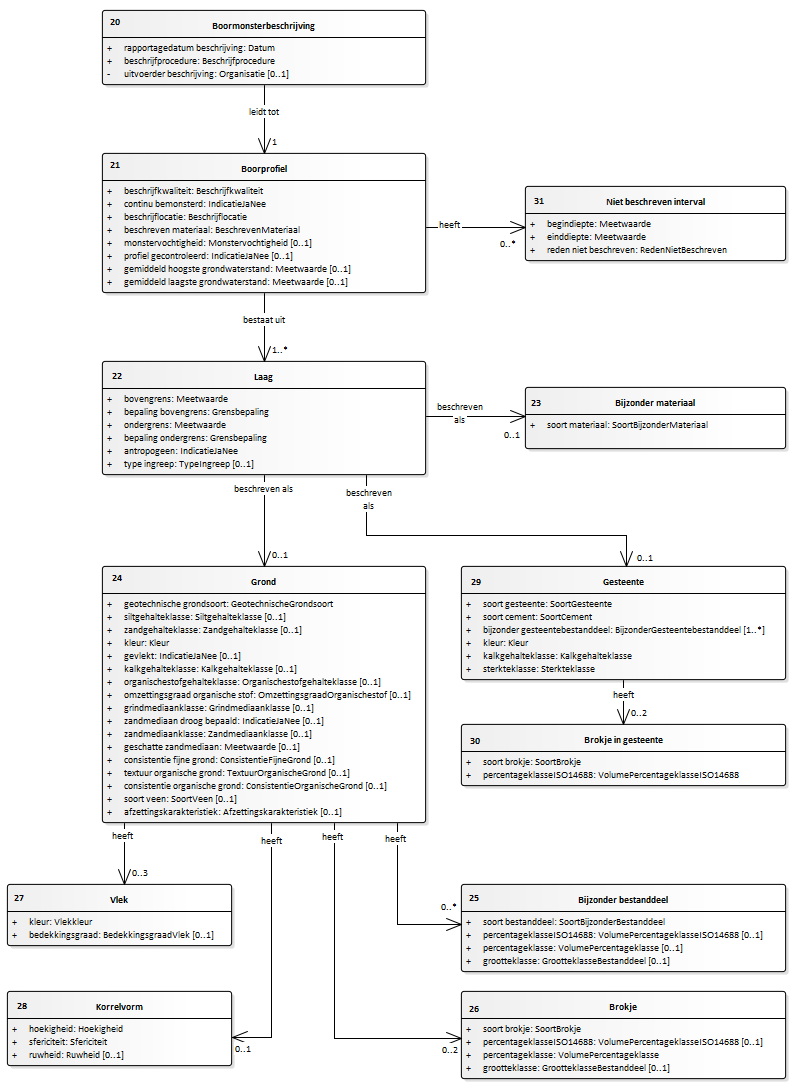 20
Boormonsterbeschrijving
+ rapportagedatum beschrijving: Datum
+ beschrijfprocedure: Beschrijfprocedure
- uitvoerder beschrijving: Organisatie [0..1]
leidt tot
1
21
Boorprofiel
+ beschrijfkwaliteit: Beschrijfkwaliteit
+ continu bemonsterd: IndicatieJaNee
+ beschrijflocatie: Beschrijflocatie
+ beschreven materiaal: BeschrevenMateriaal
+ monstervochtigheid: Monstervochtigheid [0..1]
+ profiel gecontroleerd: IndicatieJaNee [0..1]
+ gemiddeld hoogste grondwaterstand: Meetwaarde [0..1]
+ gemiddeld laagste grondwaterstand: Meetwaarde [0..1]
heeft
0..*
31
Niet beschreven interval
+ begindiepte: Meetwaarde
+ einddiepte: Meetwaarde
+ reden niet beschreven: RedenNietBeschreven
bestaat uit
1..*
22
Laag
+ bovengrens: Meetwaarde
+ bepaling bovengrens: Grensbepaling
+ ondergrens: Meetwaarde
+ bepaling ondergrens: Grensbepaling
+ antropogeen: IndicatieJaNee
+ type ingreep: TypeIngreep [0..1]
beschreven
als
0..1
23
Bijzonder materiaal
+ soort materiaal: SoortBijzonderMateriaal
beschreven als
0..1
beschreven
als
0..1
24
Grond
+ geotechnische grondsoort: GeotechnischeGrondsoort
+ siltgehalteklasse: Siltgehalteklasse [0..1]
+ zandgehalteklasse: Zandgehalteklasse [0..1]
+ kleur: Kleur
+ gevlekt: IndicatieJaNee [0..1]
+ kalkgehalteklasse: Kalkgehalteklasse [0..1]
+ organischestofgehalteklasse: Organischestofgehalteklasse [0..1]
+ omzettingsgraad organische stof: OmzettingsgraadOrganischestof [0..1]
+ grindmediaanklasse: Grindmediaanklasse [0..1]
+ zandmediaan droog bepaald: IndicatieJaNee [0..1]
+ zandmediaanklasse: Zandmediaanklasse [0..1]
+ geschatte zandmediaan: Meetwaarde [0..1]
+ consistentie fijne grond: ConsistentieFijneGrond [0..1]
+ textuur organische grond: TextuurOrganischeGrond [0..1]
+ consistentie organische grond: ConsistentieOrganischeGrond [0..1]
+ soort veen: SoortVeen [0..1]
+ afzettingskarakteristiek: Afzettingskarakteristiek [0..1]
29
Gesteente
+ soort gesteente: SoortGesteente
+ soort cement: SoortCement
+ bijzonder gesteentebestanddeel: BijzonderGesteentebestanddeel [1..*]
+ kleur: Kleur
+ kalkgehalteklasse: Kalkgehalteklasse
+ sterkteklasse: Sterkteklasse
heeft
0..2
30
Brokje in gesteente
+ soort brokje: SoortBrokje
+ percentageklasseISO14688: VolumePercentageklasseISO14688
heeft
0..3
heeft
0..1
heeft
0..2
heeft
0..*
27
Vlek
+ kleur: Vlekkleur
+ bedekkingsgraad: BedekkingsgraadVlek [0..1]
25
Bijzonder bestanddeel
+ soort bestanddeel: SoortBijzonderBestanddeel
+ percentageklasseISO14688: VolumePercentageklasseISO14688 [0..1]
+ percentageklasse: VolumePercentageklasse [0..1]
+ grootteklasse: GrootteklasseBestanddeel [0..1]
28
Korrelvorm
+ hoekigheid: Hoekigheid
+ sfericiteit: Sfericiteit
+ ruwheid: Ruwheid [0..1]
26
Brokje
+ soort brokje: SoortBrokje
+ percentageklasseISO14688: VolumePercentageklasseISO14688 [0..1]
+ percentageklasse: VolumePercentageklasse
+ grootteklasse: GrootteklasseBestanddeel [0..1]